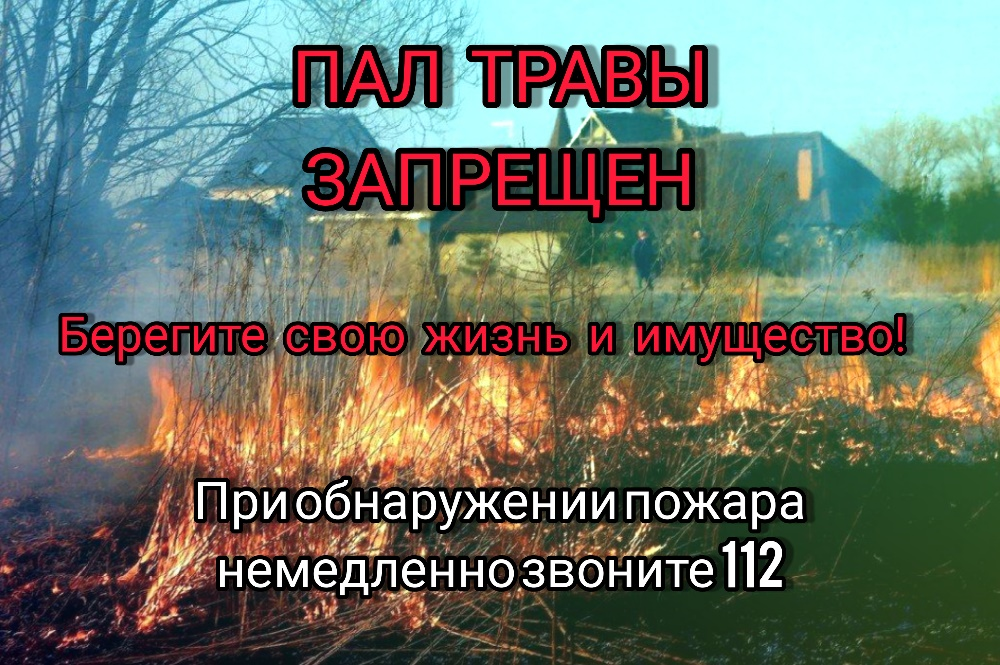 ПАЛ ТРАВЫ
ЗАПРЕЩЕН
Берегите свою жизнь и имущество!
При обнаружении пожара
немедленно звоните 112